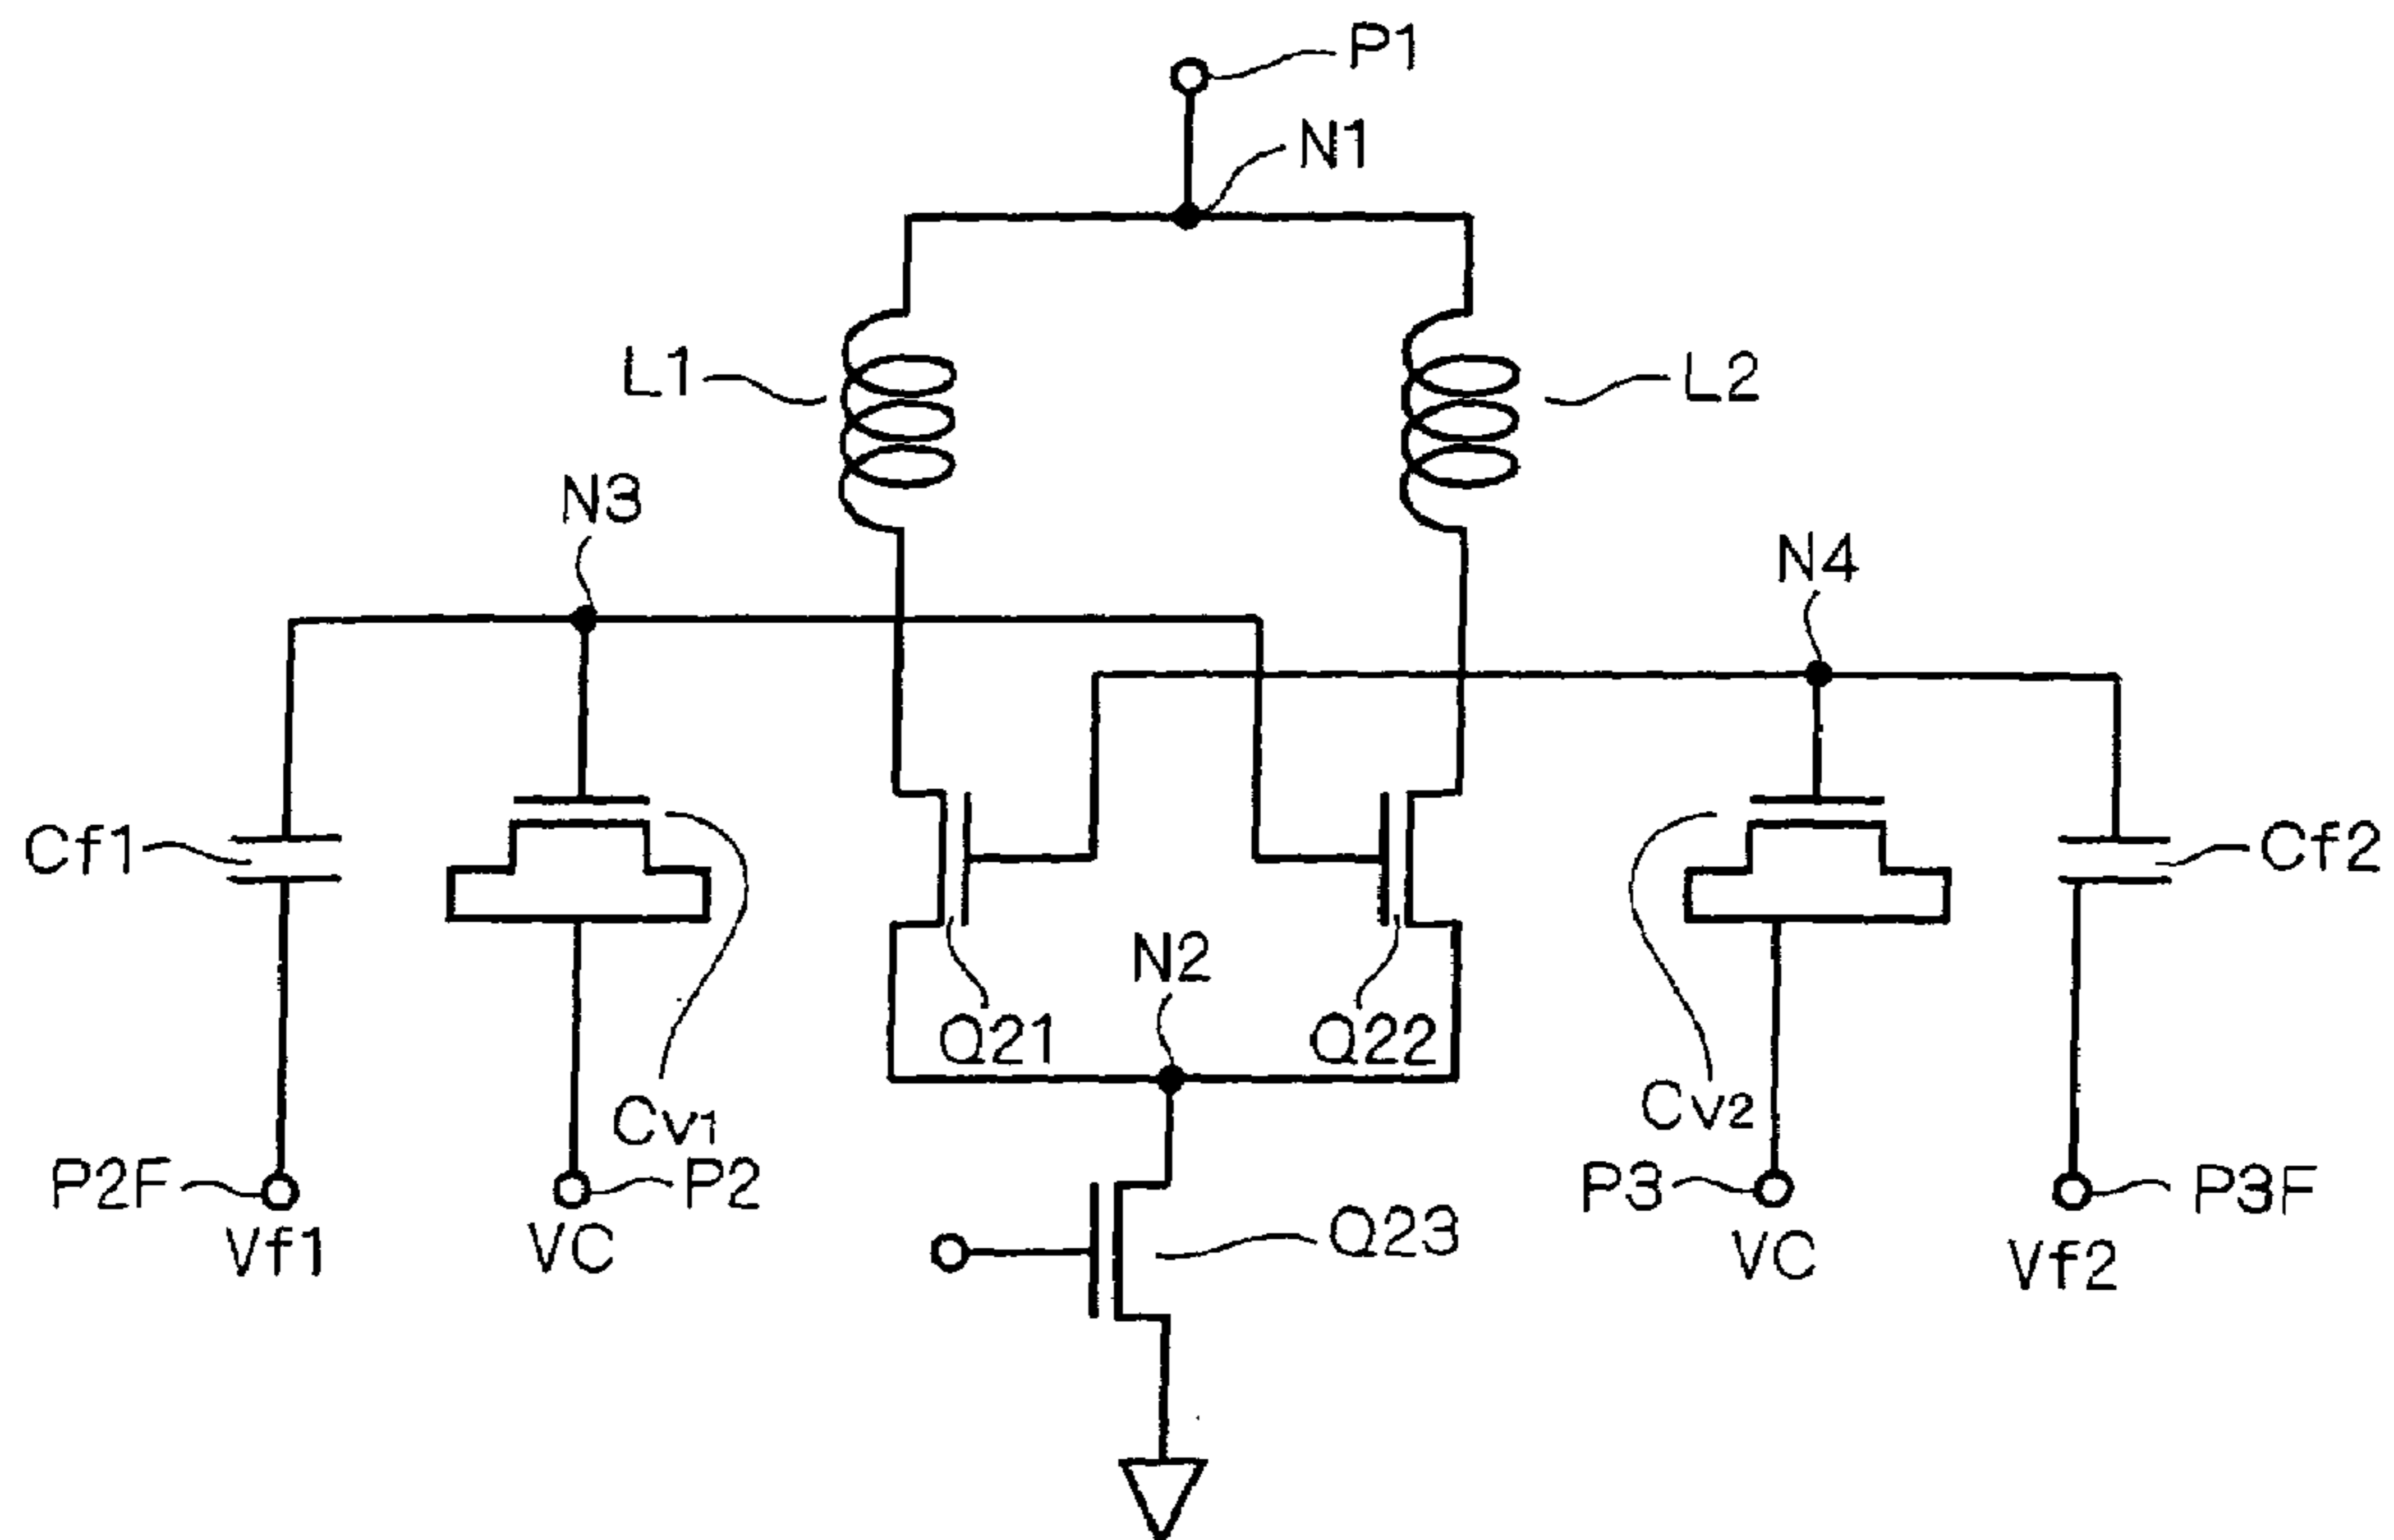 P1
N1
L1
L2
N3
N4
Cf1
Cf2
N2
Q21
Q22
Cv1
Cv2
P2F
P2
P3
P3F
Vf1
VC
Q23
VC
Vf2